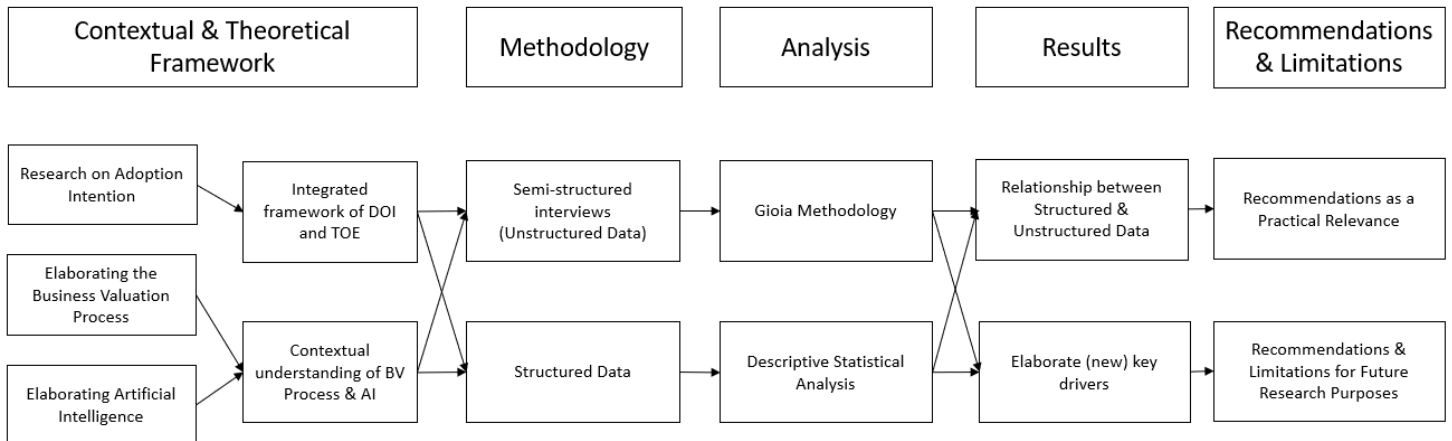 Contextual & Theoretical
Framework
Methodology
Analysis
Results
Recommendations
& Limitations
Research on Adoption
Intention
Integrated
framework of DOI
and TOE
Semi-structured
interviews
(Unstructured Data)
Gioia Methodology
Relationship between
Structured &
Unstructured Data
Recommendations as a
Practical Relevance
Elaborating the
Business Valuation
Process
Elaborating Artificial
Intelligence
Contextual
understanding of BV
Process & AI
Structured Data
Descriptive Statistical
Analysis
Elaborate (new) key
drivers
Recommendations &
Limitations for Future
Research Purposes